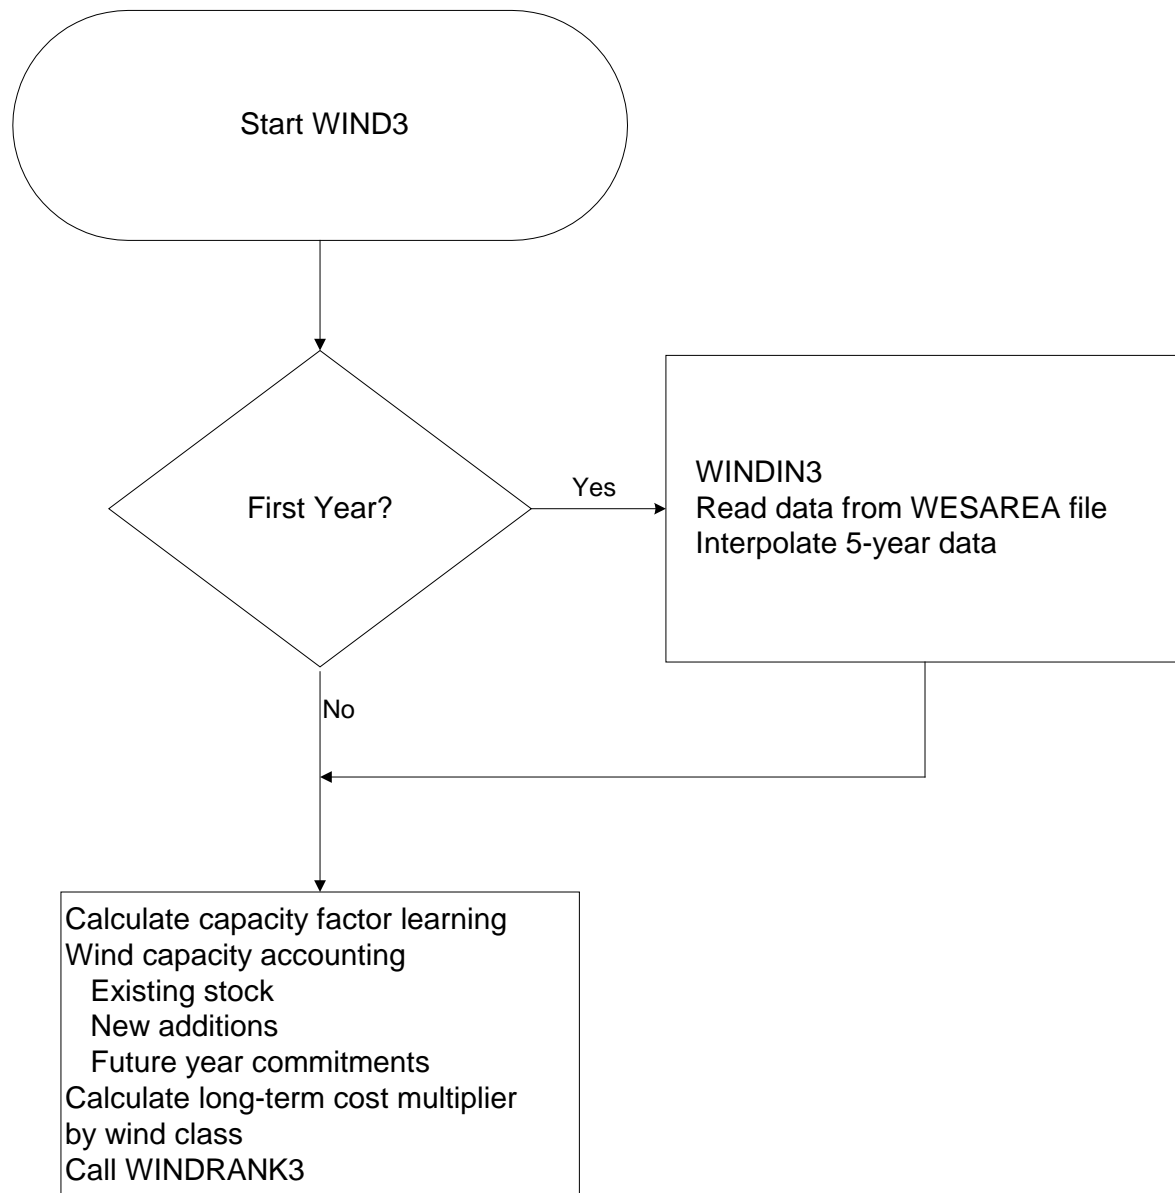 Start WIND3
First Year?
Yes
WINDIN3
Read data from WESAREA file
Interpolate 5-year data
No
Calculate capacity factor learning
Wind capacity accounting
Existing stock
New additions
Future year commitments
Calculate long-term cost multiplier
by wind class
Call WINDRANK3